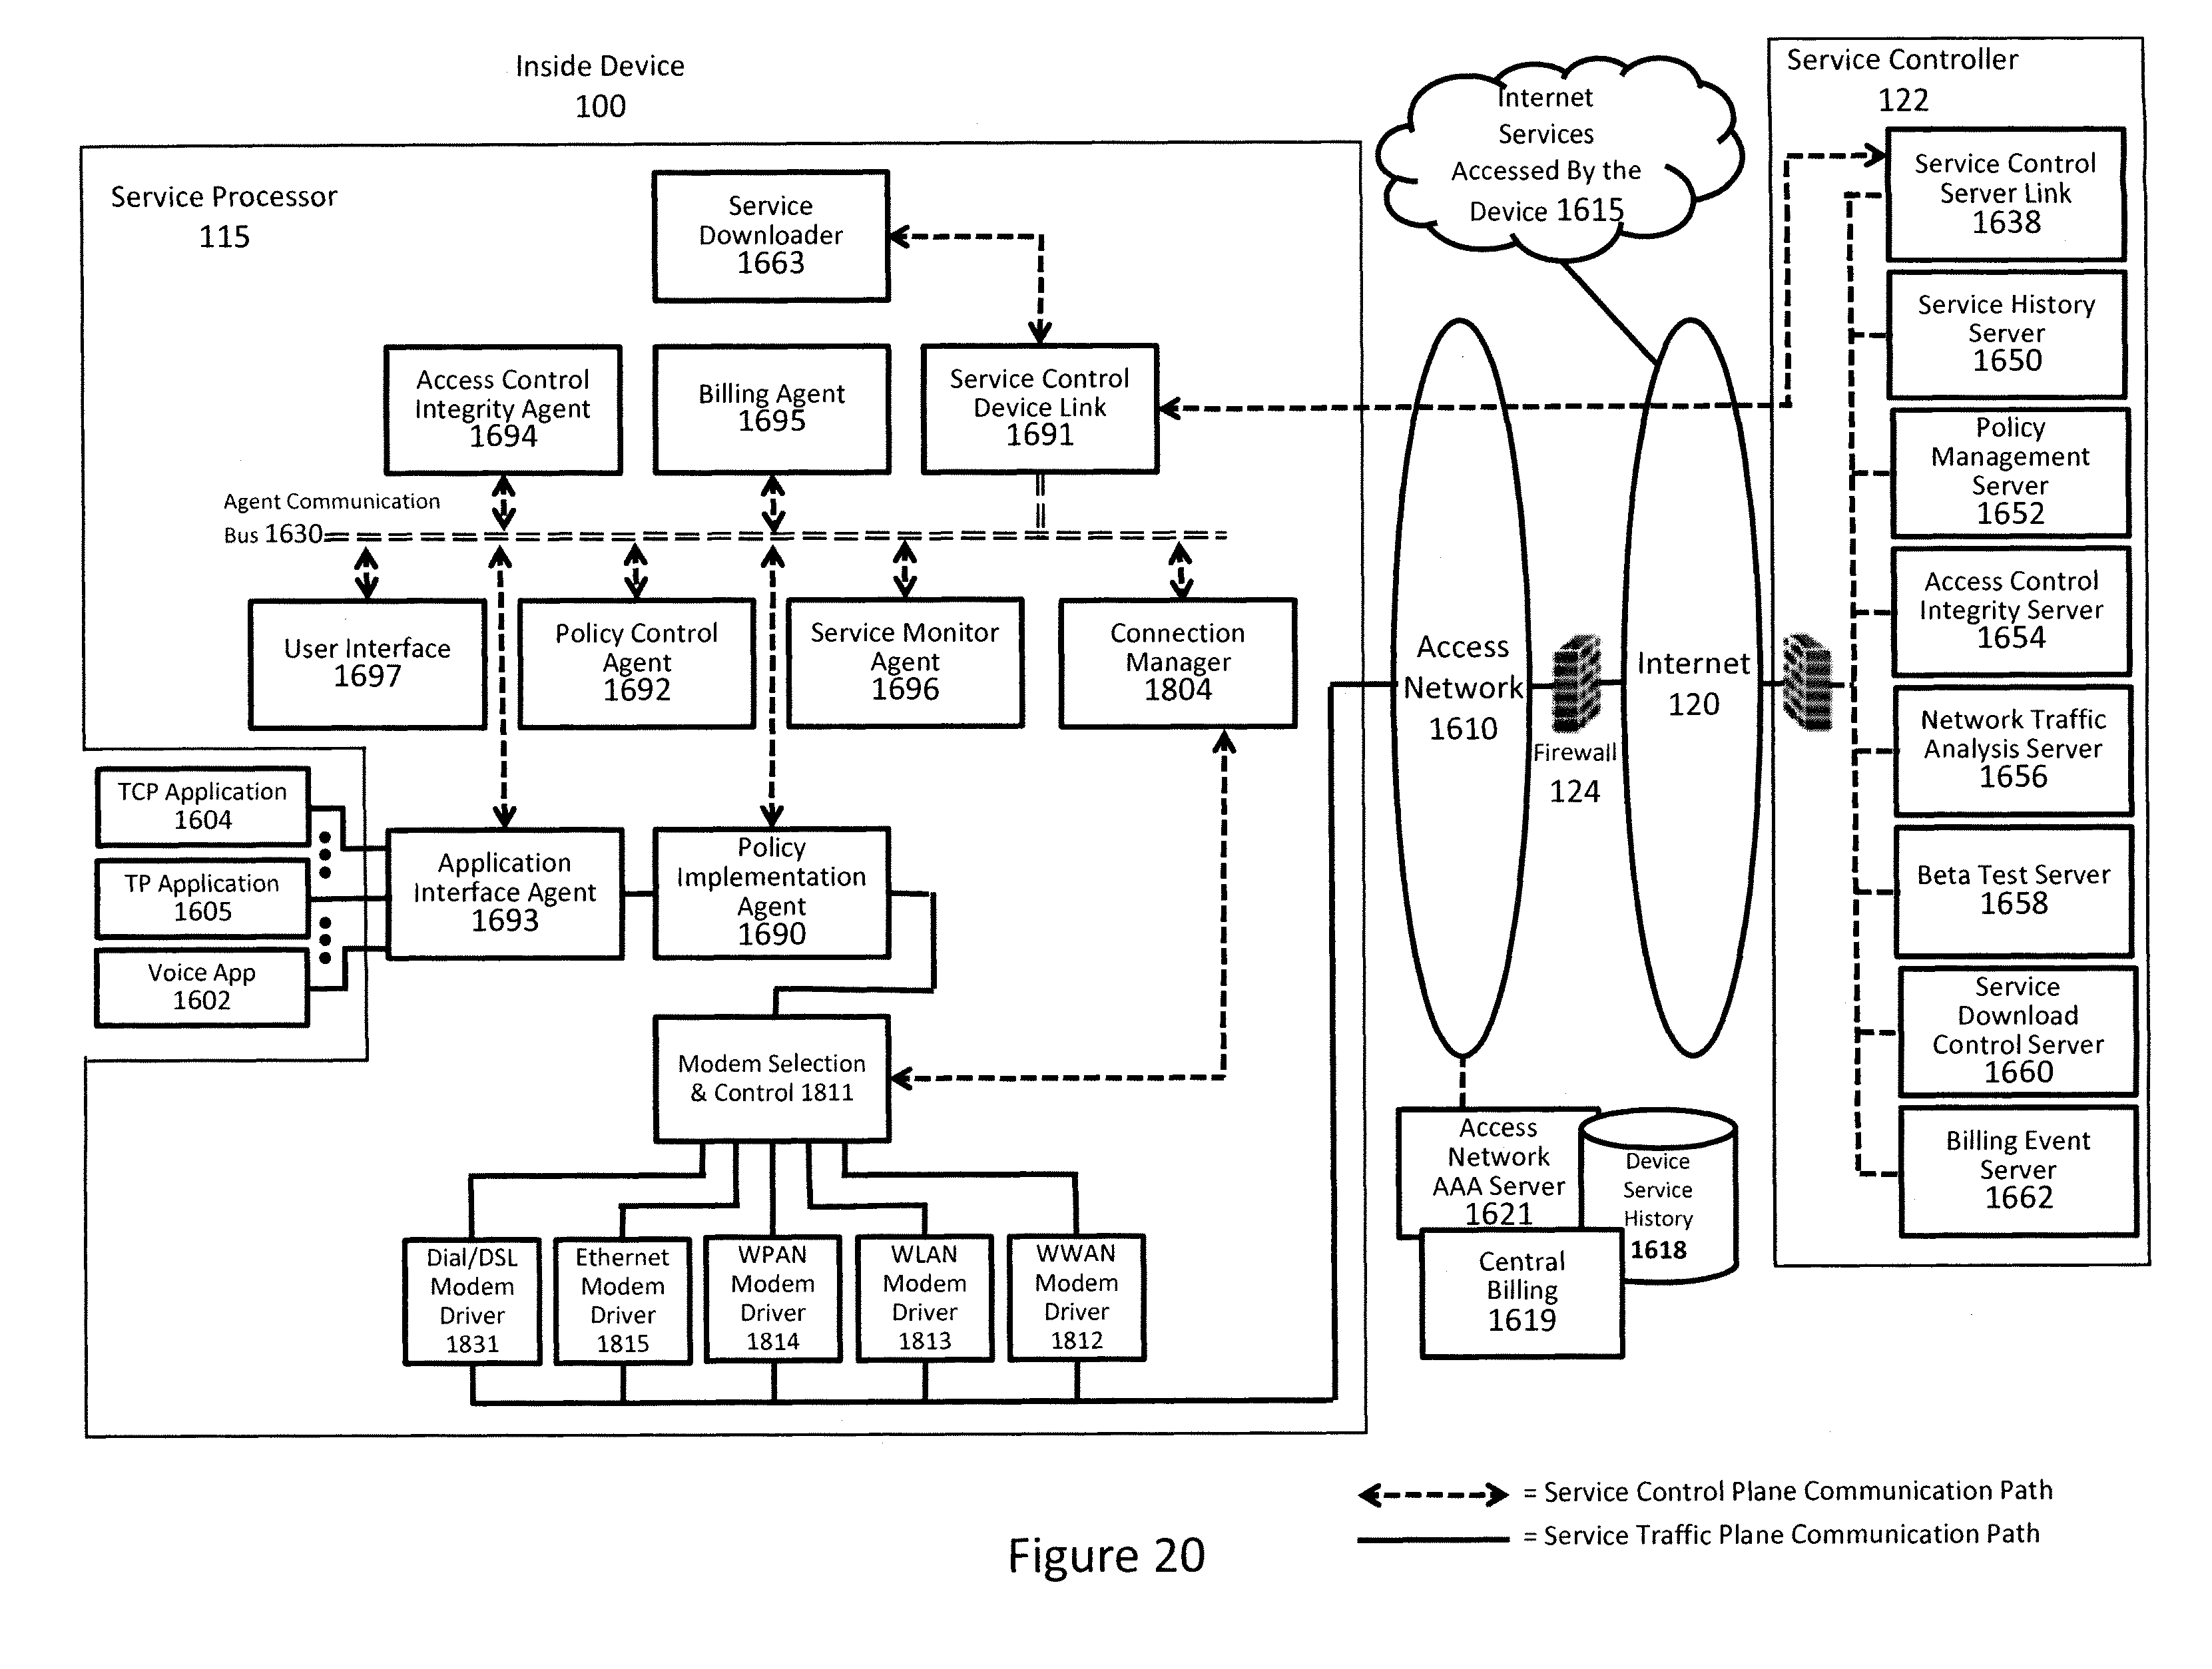 Inside Device
100
Service Processor
115
Service
Downloader
1663
Access Control
Integrity Agent
1694
Billing Agent
1695
Service Control
Device Link
1691
Agent Communication
Bus 1630
User Interface
1697
Policy Control
Agent
1692
Service Monitor
Agent
1696
Connection
Manager
1804
TCP Application
1604
TP Application
1605
Voice App
1602
Application
Interface Agent
1693
Policy
Implementation
Agent
1690
Modem Selection
& Control 1811
Dial/DSL
Modem
Driver
1831
Ethernet
Modem
Driver
1815
WPAN
Modem
Driver
1814
WLAN
Modem
Driver
1813
WWAN
Modem
Driver
1812
Internet
Services
Accessed By the
Device 1615
Access
Network
1610
Firewall
124
Internet
120
Access
Network
AAA Server
1621
Device
Service
History
1618
Central
Billing
1619
Service Controller
122
Service Control
Server Link
1638
Service History
Server
1650
Policy
Management
Server
1652
Access Control
Integrity Server
1654
Network Traffic
Analysis Server
1656
Beta Test Server
1658
Service
Download
Control Server
1660
Billing Event
Server
1662
= Service Control Plane Communication Path
= Service Traffic Plane Communication Path
Figure 20